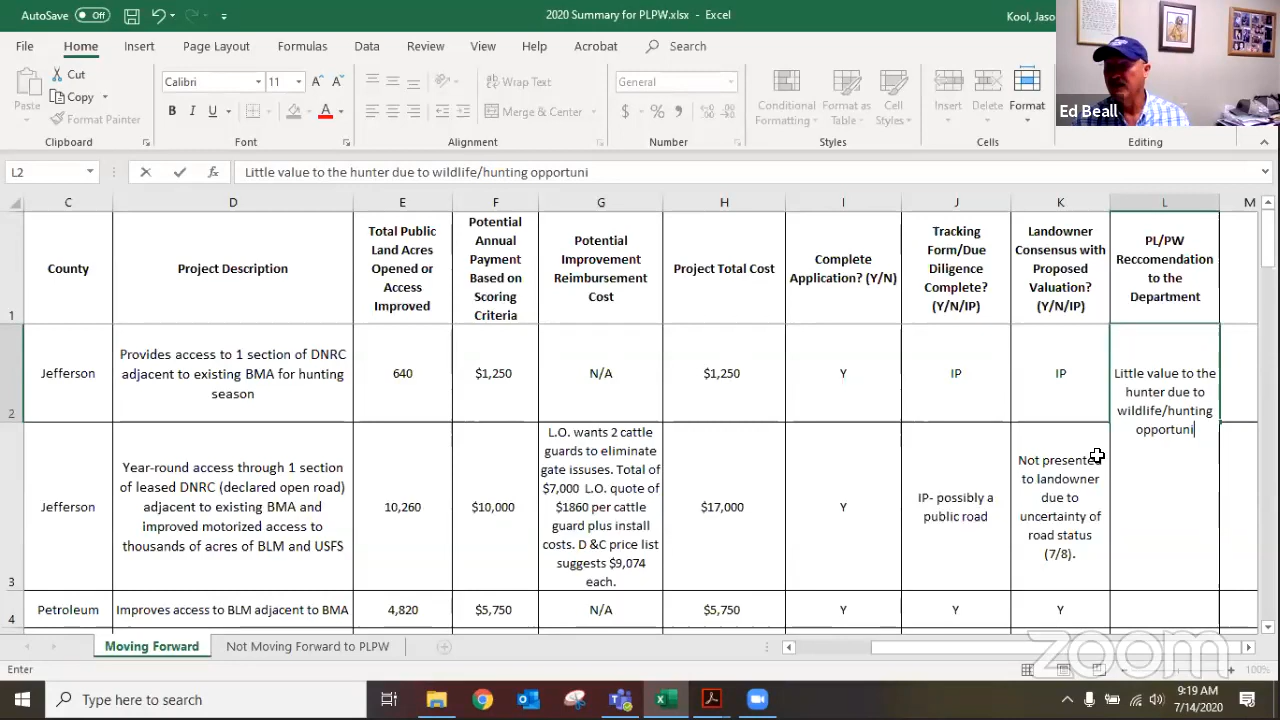 AutoSave Off
2020 Summary for PLPW.xlsx - Excel
Kool, Jaso
File Home Insert Page Layout Formulas Data Review View Help Acrobat Search
Paste
Cut
Copy
Format Painter
Clipboard
Calibri 11
B I U
Font
Wrap Text
Merge & Center
Alignment
General
$ % ,
Number
Conditional Formatting
Format as Table
Cell Styles
Styles
Insert Delete Format
Cells
Editing
Ed Beall
L2
fx
Little value to the hunter due to wildlife/hunting opportuni
C D E F G H I J K L M
1
County
Project Description
Total Public
Land Acres
Opened or
Access
Improved
Potential
Annual
Payment
Based on
Scoring
Criteria
Potential
Improvement
Reimbursement
Cost
Project Total Cost
Complete
Application? (Y/N)
Tracking
Form/Due
Diligence
Complete?
(Y/N/IP)
Landowner
Consensus with
Proposed
Valuation?
(Y/N/IP)
PL/PW
Reccomendation
to the
Department
2
Jefferson
Provides access to 1 section of DNRC
adjacent to existing BMA for hunting
season
640
$1,250
N/A
$1,250
Y
IP
IP
Little value to the
hunter due to
wildlife/hunting
opportuni
3
Jefferson
Year-round access through 1 section
of leased DNRC (declared open road)
adjacent to existing BMA and
improved motorized access to
thousands of acres of BLM and USFS
10,260
$10,000
L.O. wants 2 cattle
guards to eliminate
gate issuses. Total of
$7,000 L.O. quote of
$1860 per cattle
guard plus install
costs. D &C price list
suggests $9,074
each.
$17,000
Y
IP- possibly a
public road
Not presented
to landowner
due to
uncertainty of
road status
(7/8).
4
Petroleum
Improves access to BLM adjacent to BMA
4,820
$5,750
N/A
$5,750
Y
Y
Y
Moving Forward
Not Moving Forward to PLPW
Enter
100%
zoom
Type here to search
9:19 AM
7/14/2020